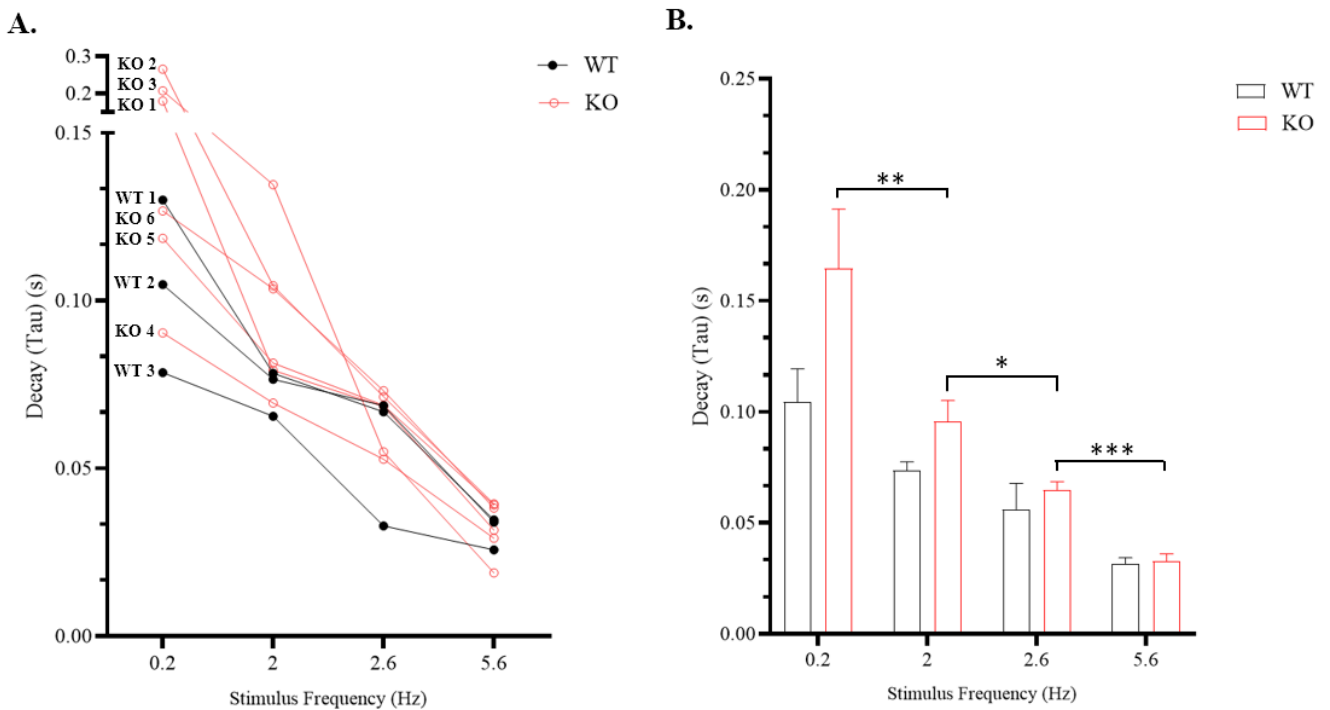 A.
0.3
0.2
0.15
0.10
0.05
0.00
KO 2
KO 3
KO 1
WT 1
KO 6
KO 5
WT 2
KO 4
WT 3
WT
KO
Decay (Tau) (s)
0.2 2 2.6 5.6
Stimulus Frequency (Hz)
B.
0.25
0.20
0.15
0.10
0.05
0.00
WT
KO
**
*
***
Decay (Tau) (s)
0.2 2 2.6 5.6
Stimulus Frequency (Hz)